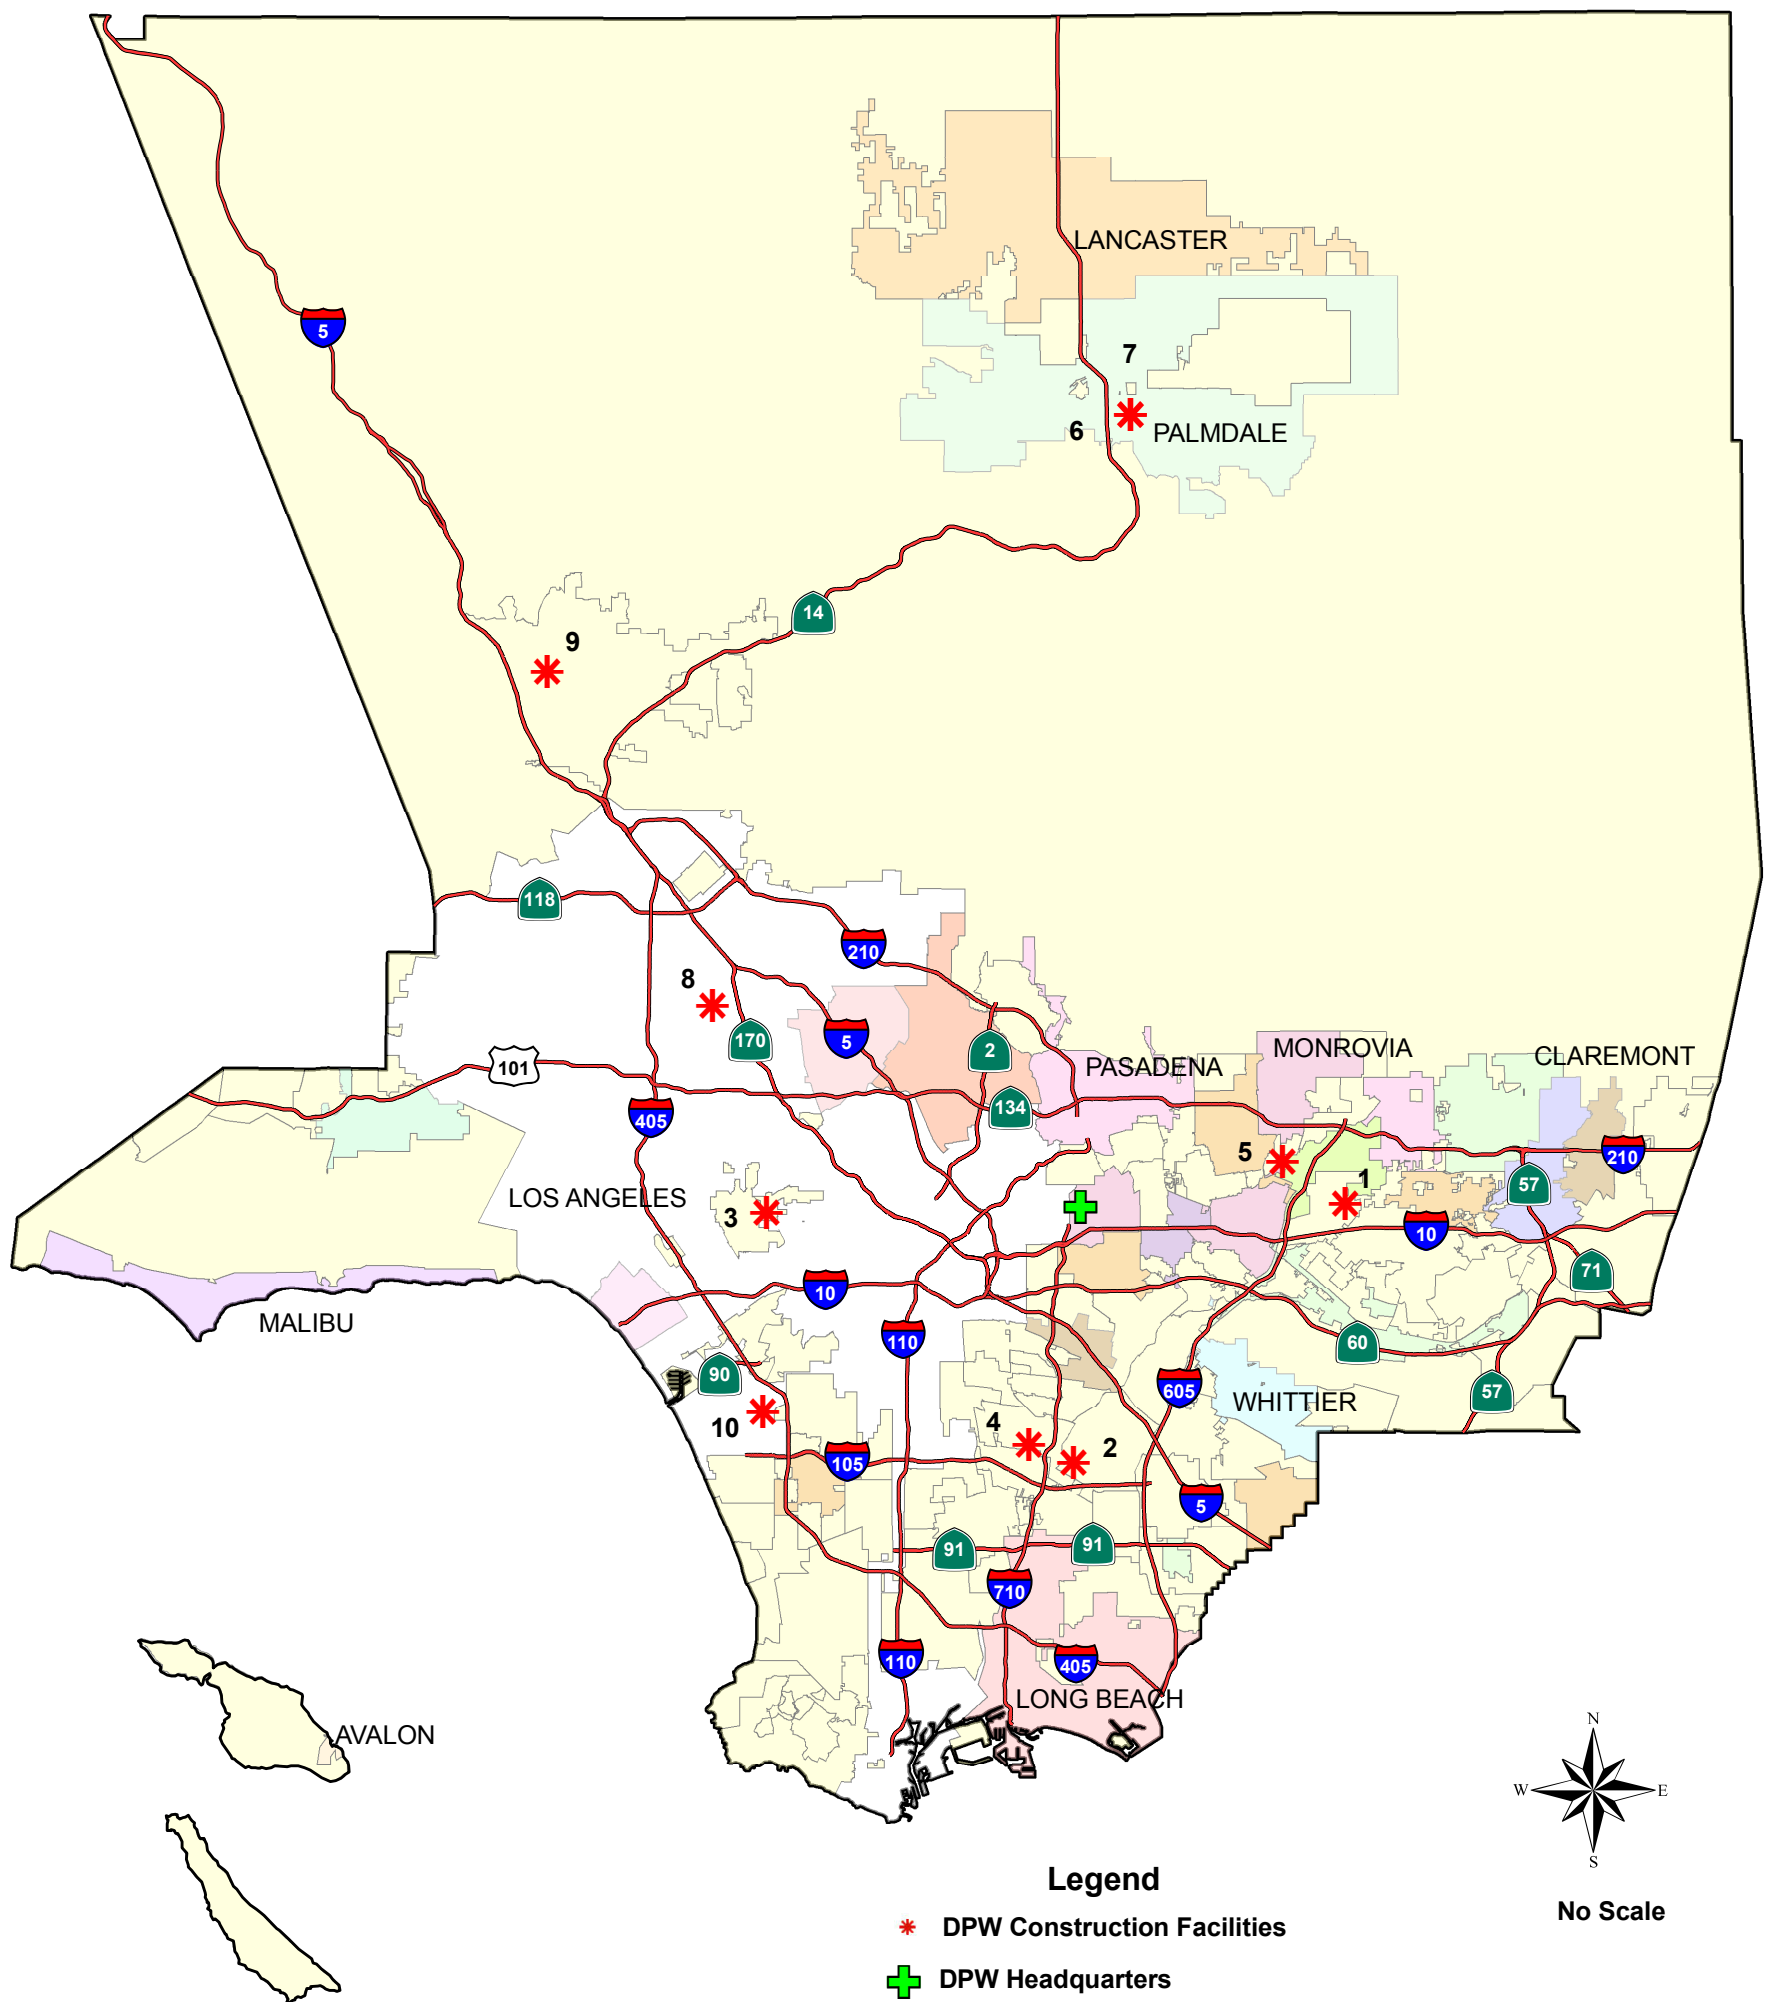 LANCASTER
5
7
6
PALMDALE
14
9
118
210
8
170
5
2
101
PASADENA
MONROVIA
CLAREMONT
405
134
5
210
1
57
LOS ANGELES
3
10
71
10
MALIBU
110
60
90
605
57
WHITTIER
10
4
2
105
5
91
91
710
110
405
LONG BEACH
AVALON
N
W
E
S
Legend
No Scale
DPW Construction Facilities
DPW Headquarters